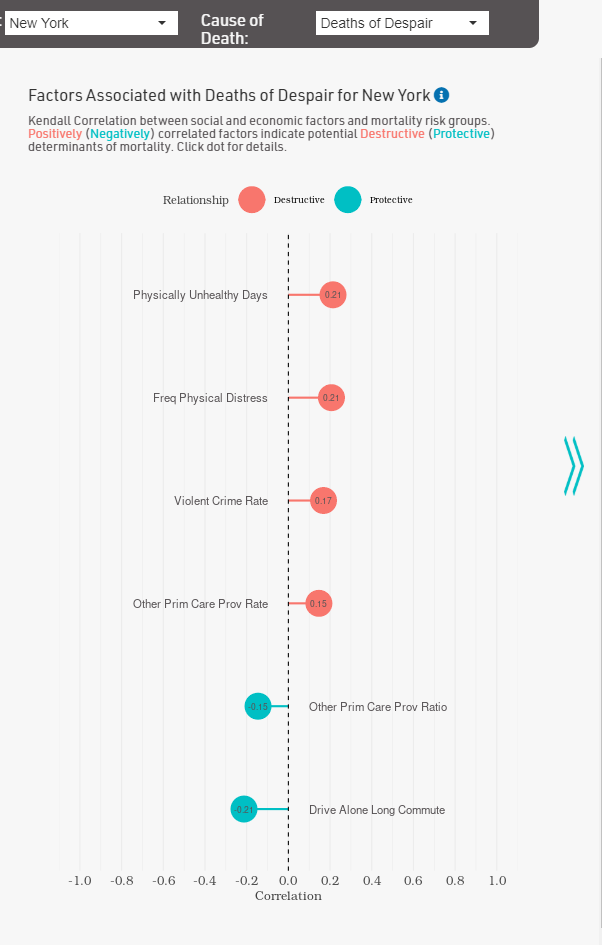 :
New York
Cause of
Death:
Deaths of Despair
Factors Associated with Deaths of Despair for New York
Kendall Correlation between social and economic factors and mortality risk groups.
Positively (Negatively) correlated factors indicate potential Destructive (Protective)
determinants of mortality. Click dot for details.
Relationship Destructive Protective
Physically Unhealthy Days 0.21
Freq Physical Distress 0.21
Violent Crime Rate 0.17
Other Prim Care Prov Rate 0.15
-0.15 Other Prim Care Prov Ratio
-0.21 Drive Alone Long Commute
-1.0 -0.8 -0.6 -0.4 -0.2 0.0 0.2 0.4 0.6 0.8 1.0
Correlation